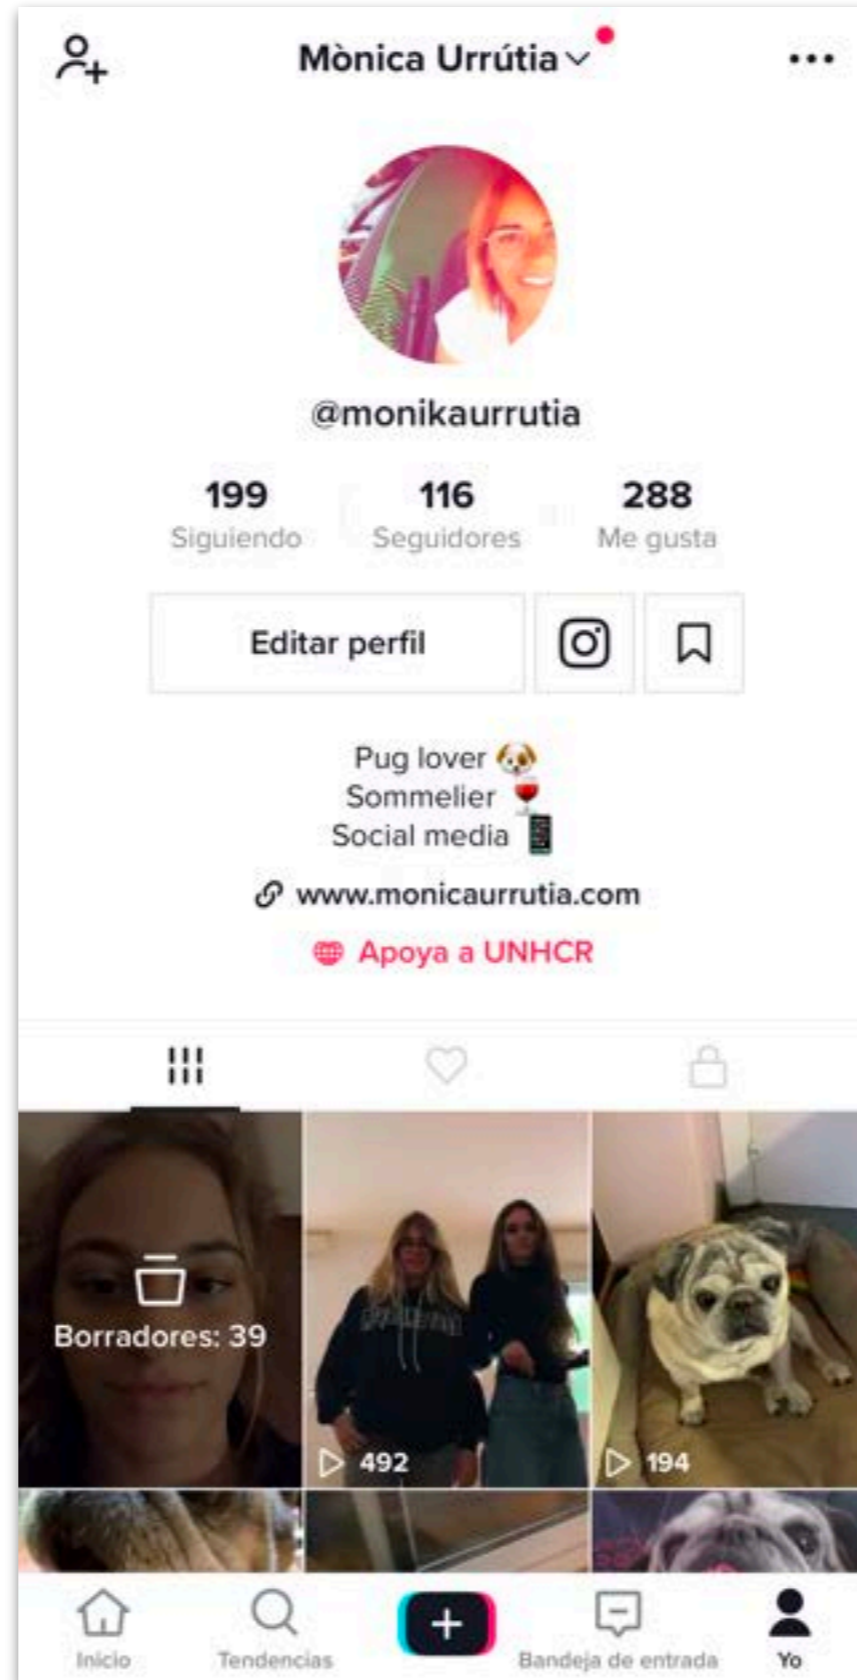 Mònica Urrútia
@monikaurrutia
199 116 288
Siguiendo Seguidores Me gusta
Editar perfil
Pug lover
Sommelier
Social media
www.monicaurrutia.com
Apoya a UNHCR
Borradores: 39
492
194
Inicio Tendencias Bandeja de entrada Yo